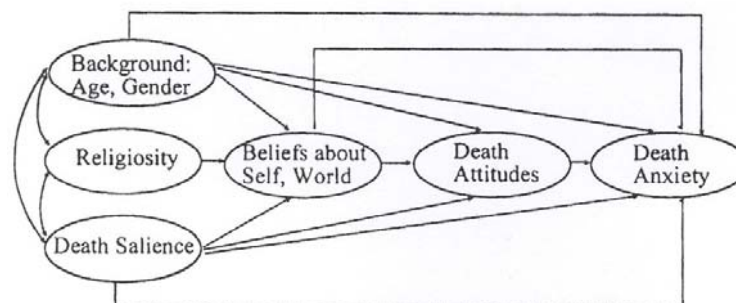 Background:
Age, Gender
Religiosity
Beliefs about
Self, World
Death
Attitudes
Death
Anxiety
Death Salience